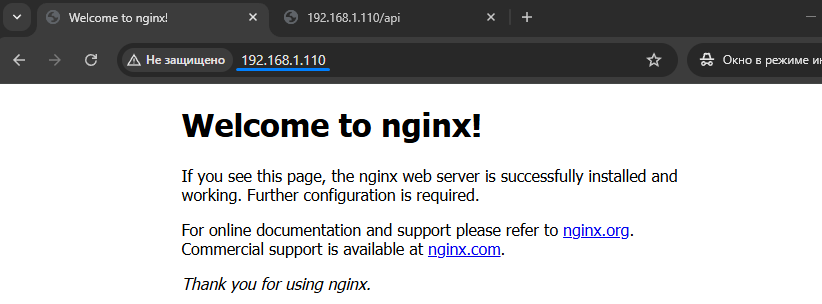 Welcome to nginx!
192.168.1.110/api
Не защищено
192.168.1.110
Окно в режиме ин
Welcome to nginx!
If you see this page, the nginx web server is successfully installed and
working. Further configuration is required.
For online documentation and support please refer to nginx.org.
Commercial support is available at nginx.com.
Thank you for using nginx.